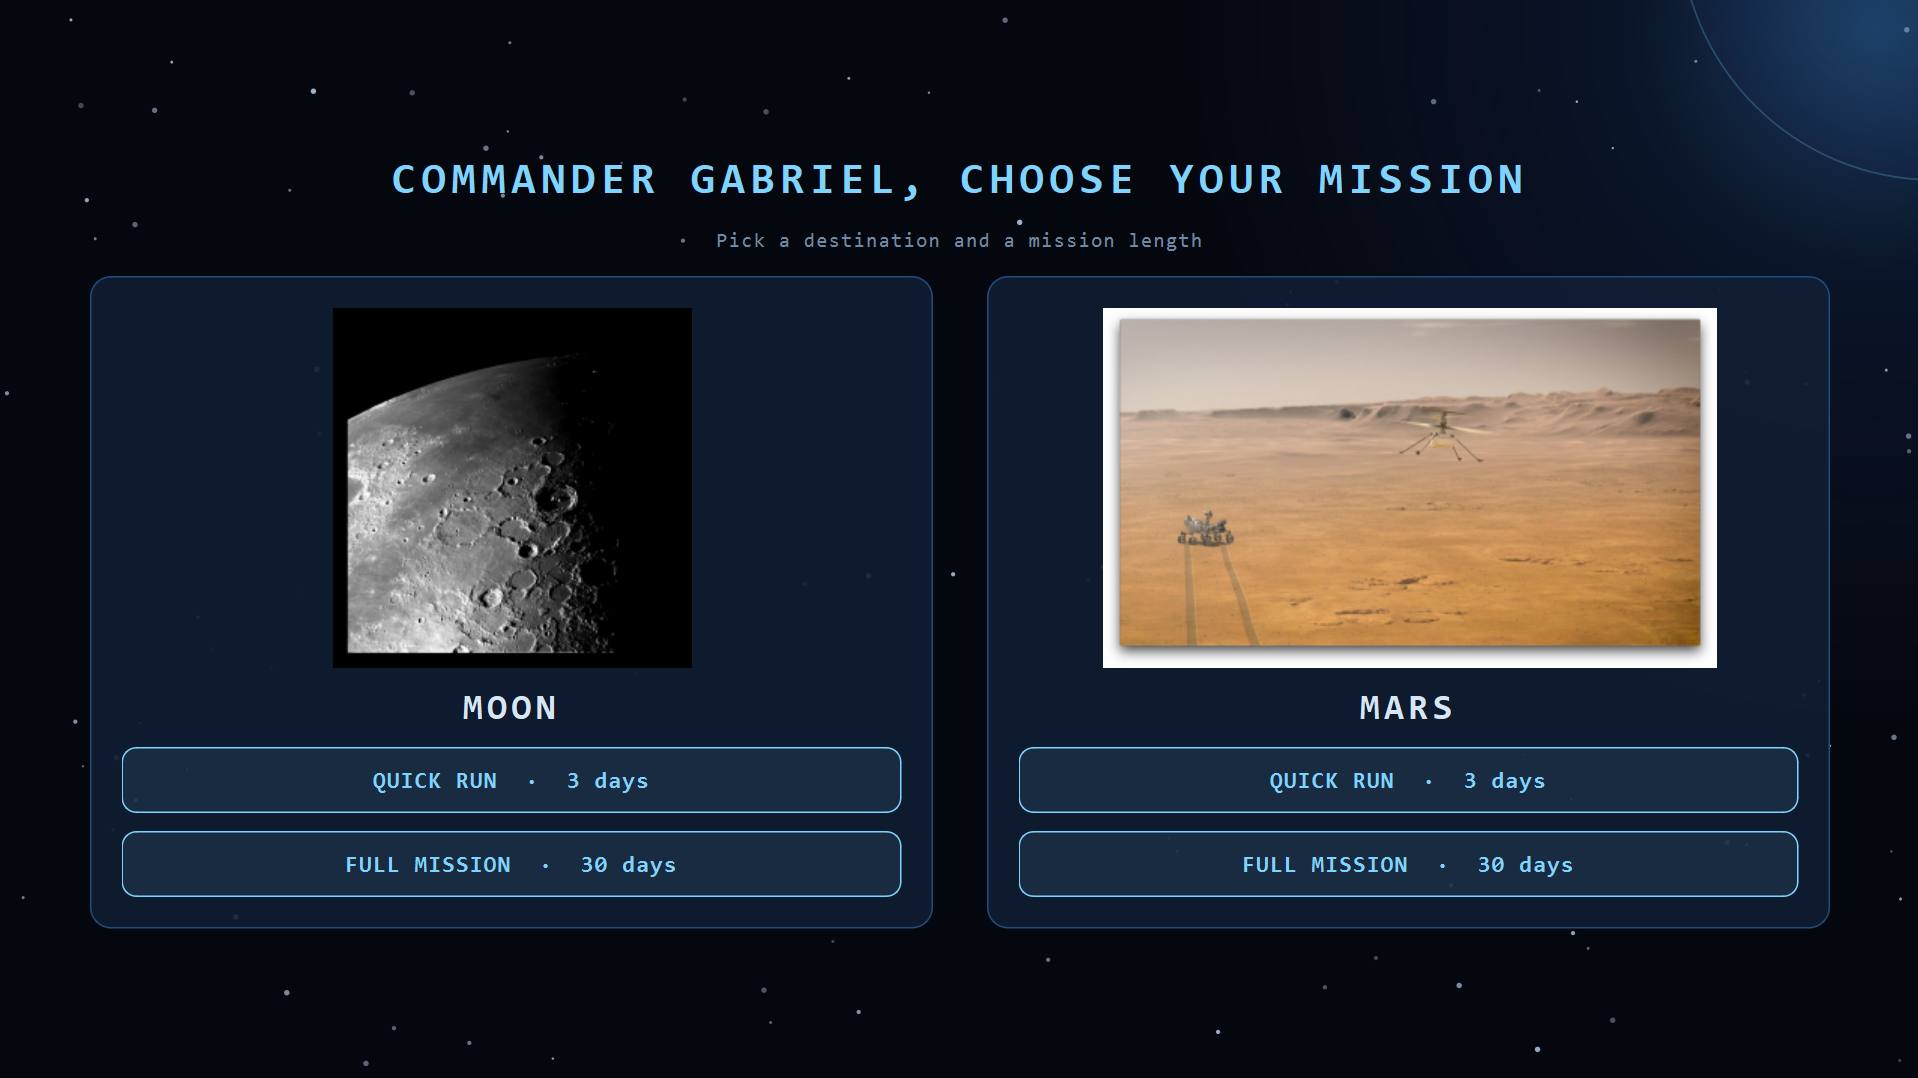 COMMANDER GABRIEL, CHOOSE YOUR MISSION
Pick a destination and a mission length
MOON
QUICK RUN · 3 days
FULL MISSION · 30 days
MARS
QUICK RUN · 3 days
FULL MISSION · 30 days